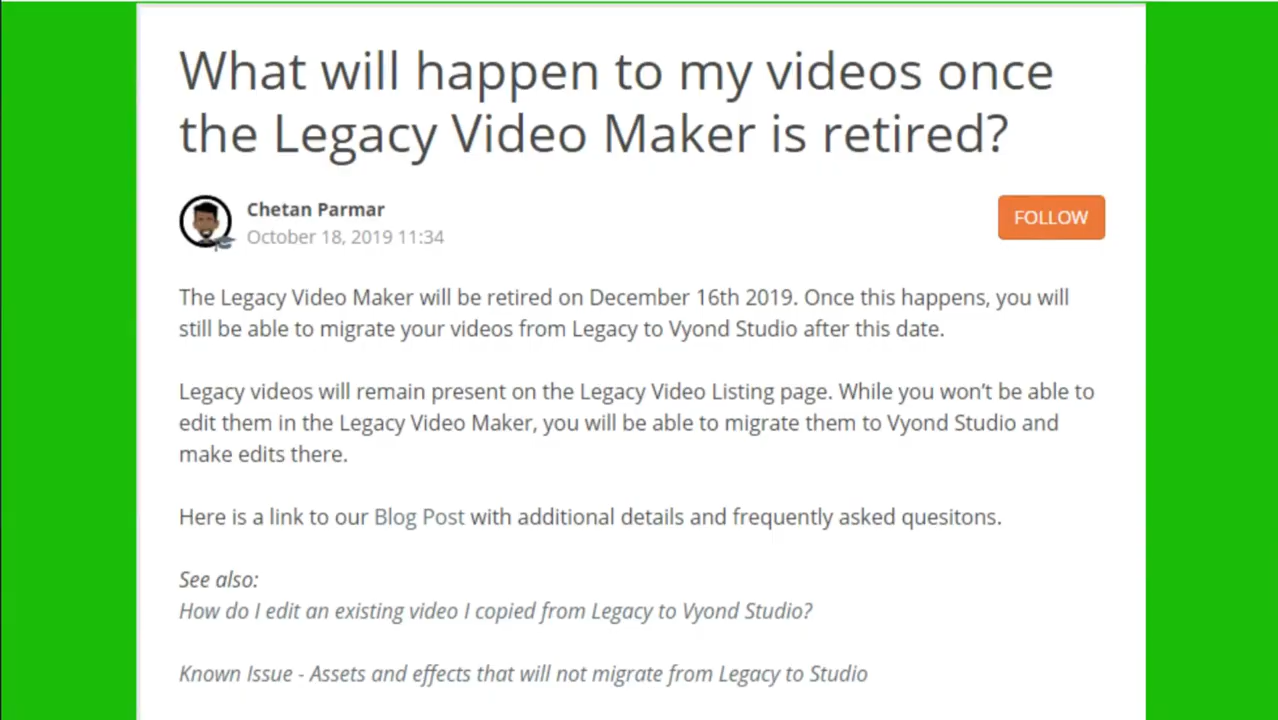 What will happen to my videos once
the Legacy Video Maker is retired?
Chetan Parmar
October 18, 2019 11:34
FOLLOW
The Legacy Video Maker will be retired on December 16th 2019. Once this happens, you will
still be able to migrate your videos from Legacy to Vyond Studio after this date.
Legacy videos will remain present on the Legacy Video Listing page. While you won't be able to
edit them in the Legacy Video Maker, you will be able to migrate them to Vyond Studio and
make edits there.
Here is a link to our Blog Post with additional details and frequently asked quesitons.
See also:
How do I edit an existing video I copied from Legacy to Vyond Studio?
Known Issue - Assets and effects that will not migrate from Legacy to Studio